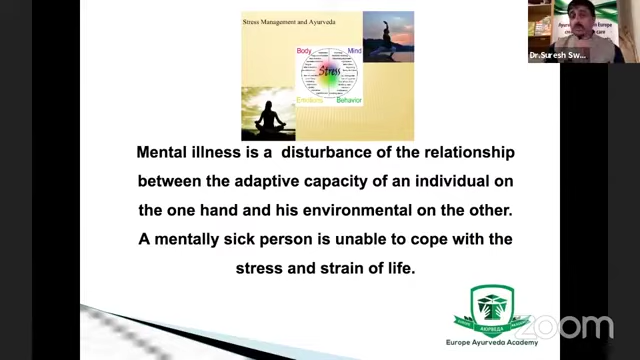 Stress Management and Ayurveda
Body
Mind
Stress
Emotions
Behavior
Mental illness is a disturbance of the relationship
between the adaptive capacity of an individual on
the one hand and his environmental on the other.
A mentally sick person is unable to cope with the
stress and strain of life.
Dr.Suresh Sw...
Europe Ayurveda Academy
zoom